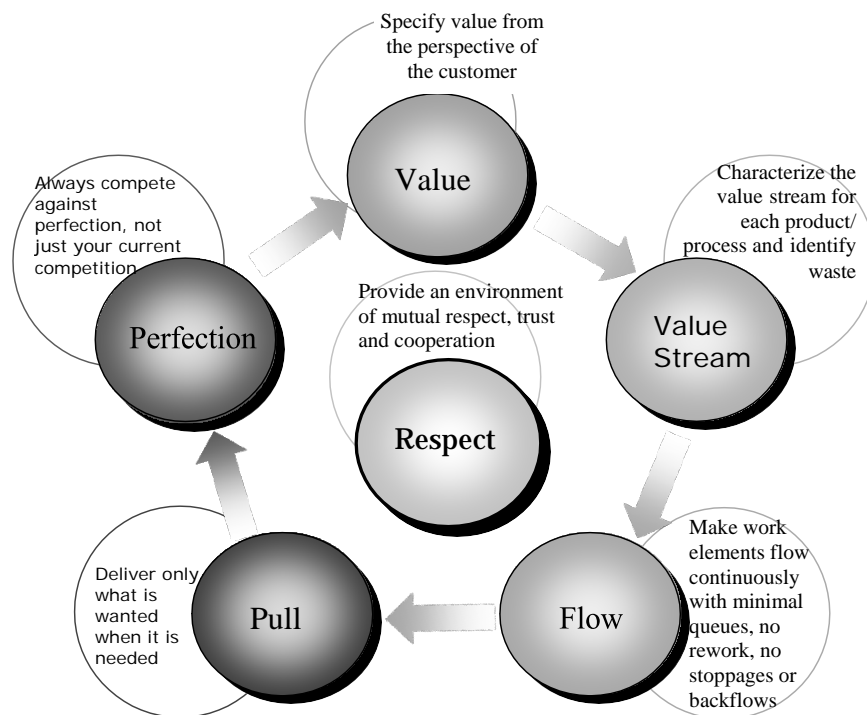 Specify value from
the perspective of
the customer
Value
Characterize the
value stream for
each product/
process and identify
waste
Value
Stream
Make work
elements flow
continuously
with minimal
queues, no
rework, no
stoppages or
backflows
Flow
Deliver only
what is
wanted
when it is
needed
Pull
Always compete
against
perfection, not
just your current
competition
Perfection
Provide an environment
of mutual respect, trust
and cooperation
Respect